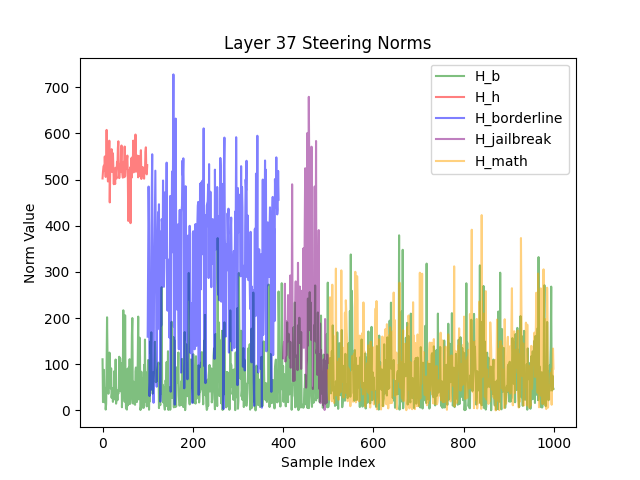 Layer 37 Steering Norms
H_b
H_h
H_borderline
H_jailbreak
H_math
Norm Value
700
600
500
400
300
200
100
0
0 200 400 600 800 1000
Sample Index